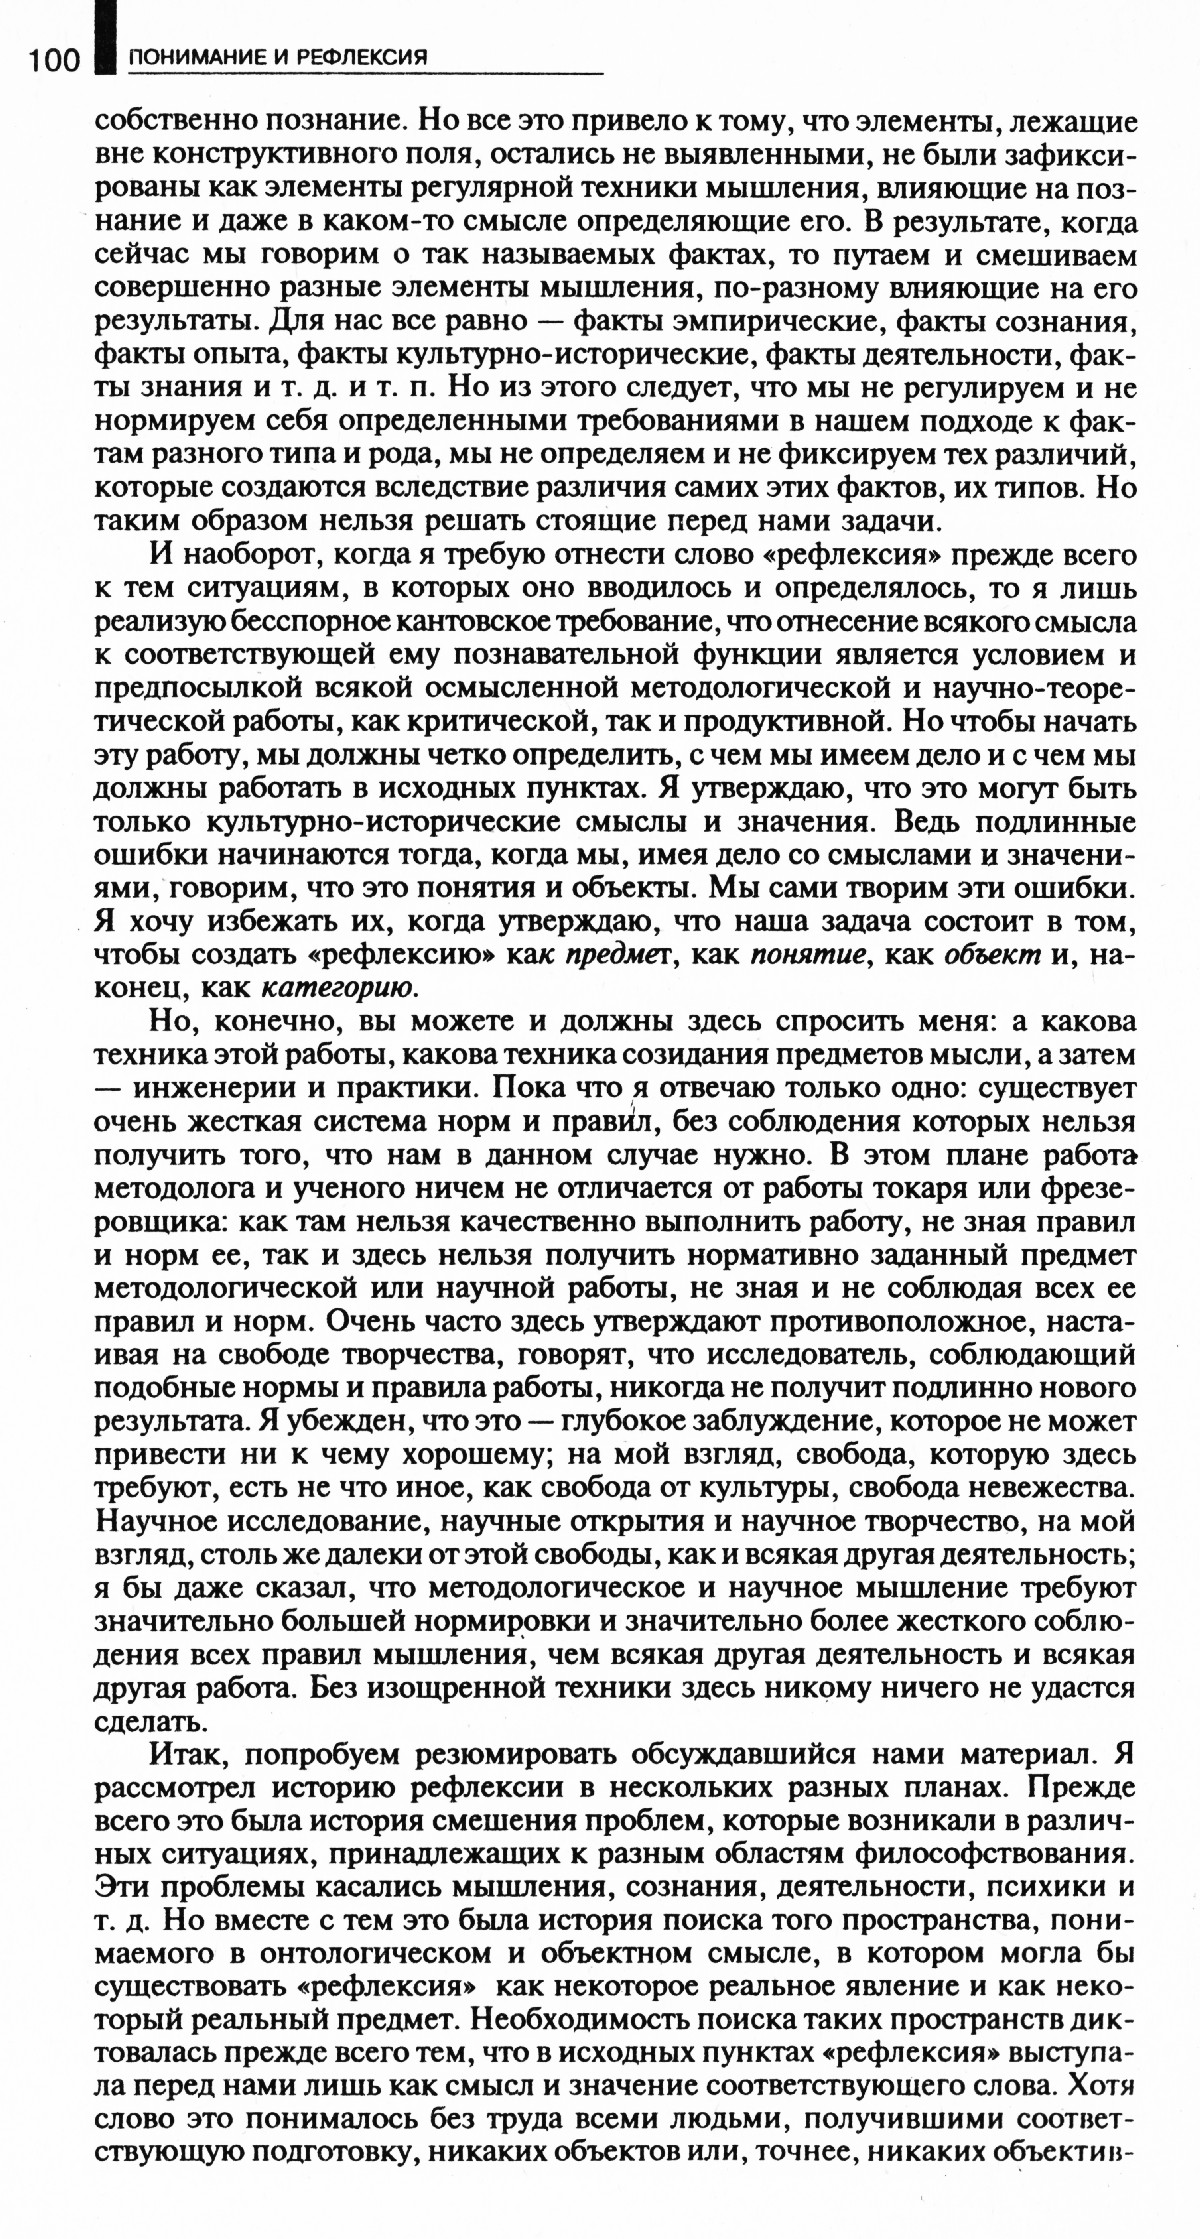 100 ПОНИМАНИЕ И РЕФЛЕКСИЯ
собственно познание. Но все это привело к тому, что элементы, лежащие
вне конструктивного поля, остались не выявленными, не были зафикси-
рованы как элементы регулярной техники мышления, влияющие на поз-
нание и даже в каком-то смысле определяющие его. В результате, когда
сейчас мы говорим о так называемых фактах, то путаем и смешиваем
совершенно разные элементы мышления, по-разному влияющие на его
результаты. Для нас все равно — факты эмпирические, факты сознания,
факты опыта, факты культурно-исторические, факты деятельности, фак-
ты знания и т. д. и т. п. Но из этого следует, что мы не регулируем и не
нормируем себя определенными требованиями в нашем подходе к фак-
там разного типа и рода, мы не определяем и не фиксируем тех различий,
которые создаются вследствие различия самих этих фактов, их типов. Но
таким образом нельзя решать стоящие перед нами задачи.
И наоборот, когда я требую отнести слово «рефлексия» прежде всего
к тем ситуациям, в которых оно вводилось и определялось, то я лишь
реализую бесспорное кантовское требование, что отнесение всякого смысла
к соответствующей ему познавательной функции является условием и
предпосылкой всякой осмысленной методологической и научно-теоре-
тической работы, как критической, так и продуктивной. Но чтобы начать
эту работу, мы должны четко определить, с чем мы имеем дело и с чем мы
должны работать в исходных пунктах. Я утверждаю, что это могут быть
только культурно-исторические смыслы и значения. Ведь подлинные
ошибки начинаются тогда, когда мы, имея дело со смыслами и значени-
ями, говорим, что это понятия и объекты. Мы сами творим эти ошибки.
Я хочу избежать их, когда утверждаю, что наша задача состоит в том,
чтобы создать «рефлексию» как предмет, как понятие, как объект и, на-
конец, как категорию.
Но, конечно, вы можете и должны здесь спросить меня: а какова
техника этой работы, какова техника созидания предметов мысли, а затем
— инженерии и практики. Пока что я отвечаю только одно: существует
очень жесткая система норм и правил, без соблюдения которых нельзя
получить того, что нам в данном случае нужно. В этом плане работа
методолога и ученого ничем не отличается от работы токаря или фрезе-
ровщика: как там нельзя качественно выполнить работу, не зная правил
и норм ее, так и здесь нельзя получить нормативно заданный предмет
методологической или научной работы, не зная и не соблюдая всех ее
правил и норм. Очень часто здесь утверждают противоположное, наста-
ивая на свободе творчества, говорят, что исследователь, соблюдающий
подобные нормы и правила работы, никогда не получит подлинно нового
результата. Я убежден, что это — глубокое заблуждение, которое не может
привести ни к чему хорошему; на мой взгляд, свобода, которую здесь
требуют, есть не что иное, как свобода от культуры, свобода невежества.
Научное исследование, научные открытия и научное творчество, на мой
взгляд, столь же далеки от этой свободы, как и всякая другая деятельность;
я бы даже сказал, что методологическое и научное мышление требуют
значительно большей нормировки и значительно более жесткого соблю-
дения всех правил мышления, чем всякая другая деятельность и всякая
другая работа. Без изощренной техники здесь никому ничего не удастся
сделать.
Итак, попробуем резюмировать обсуждавшийся нами материал. Я
рассмотрел историю рефлексии в нескольких разных планах. Прежде
всего это была история смешения проблем, которые возникали в различ-
ных ситуациях, принадлежащих к разным областям философствования.
Эти проблемы касались мышления, сознания, деятельности, психики и
т. д. Но вместе с тем это была история поиска того пространства, пони-
маемого в онтологическом и объектном смысле, в котором могла бы
существовать «рефлексия» как некоторое реальное явление и как неко-
торый реальный предмет. Необходимость поиска таких пространств дик-
товалась прежде всего тем, что в исходных пунктах «рефлексия» выступа-
ла перед нами лишь как смысл и значение соответствующего слова. Хотя
слово это понималось без труда всеми людьми, получившими соответ-
ствующую подготовку, никаких объектов или, точнее, никаких объектив-